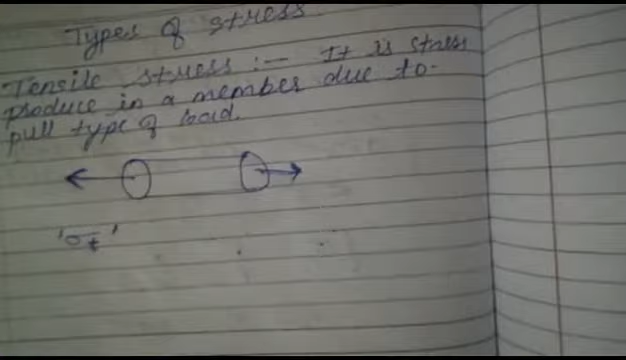 Types of stress
Tensile stress :- It is stress
produce in a member due to
pull type of load.
'σt'